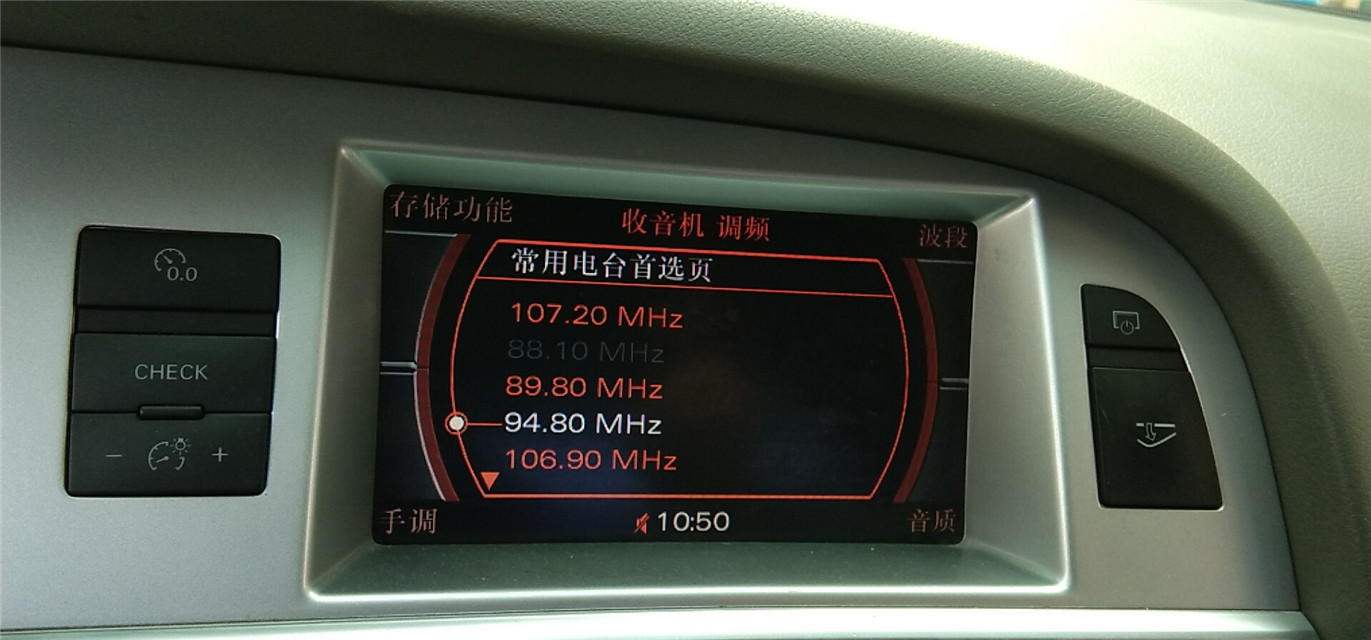 存储功能
收音机 调频
波段
常用电台首选页
107.20 MHz
88.10 MHz
89.80 MHz
94.80 MHz
106.90 MHz
手调
10:50
音质
0.0
CHECK
− +